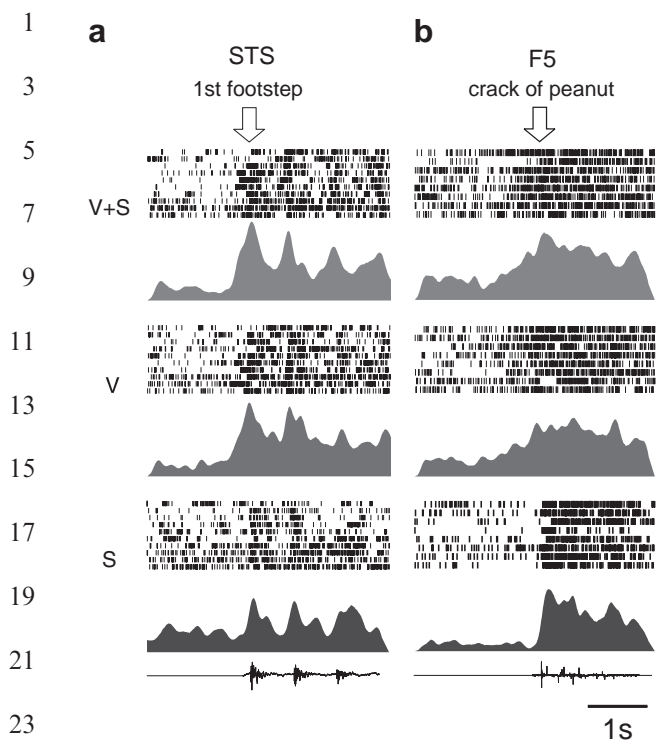 1
a
b
STS
F5
3
1st footstep
crack of peanut
5
7
V+S
9
11
V
13
15
17
S
19
21
23
1s